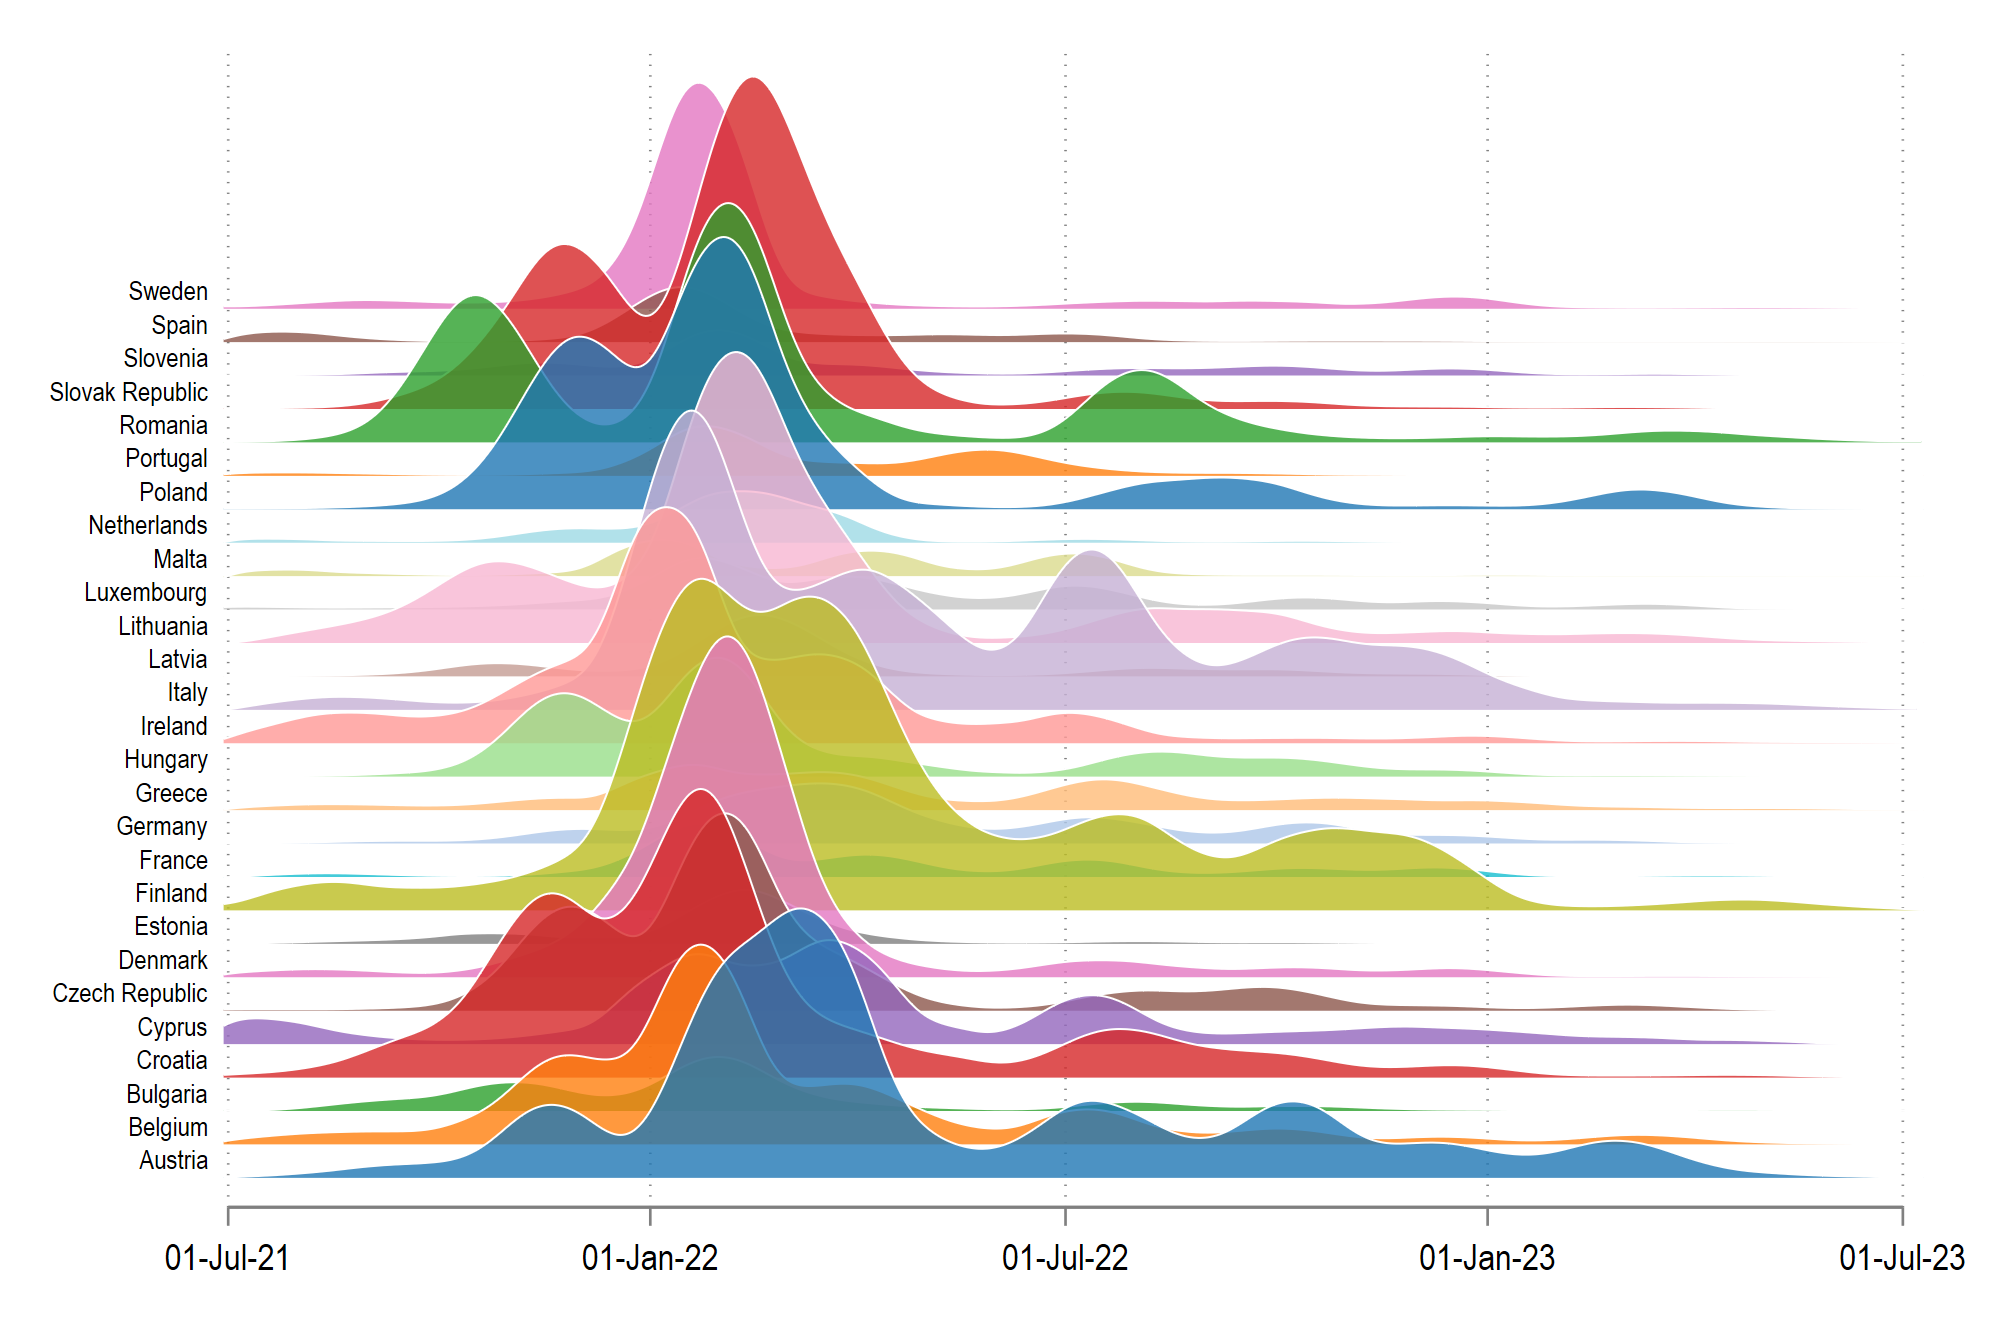 Sweden
Spain
Slovenia
Slovak Republic
Romania
Portugal
Poland
Netherlands
Malta
Luxembourg
Lithuania
Latvia
Italy
Ireland
Hungary
Greece
Germany
France
Finland
Estonia
Denmark
Czech Republic
Cyprus
Croatia
Bulgaria
Belgium
Austria
01-Jul-21 01-Jan-22 01-Jul-22 01-Jan-23 01-Jul-23